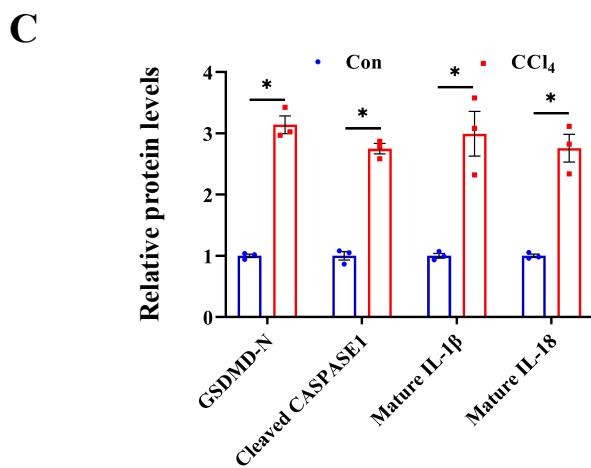 C
Con
CCl₄
Relative protein levels
4
3
2
1
0
*
*
*
*
GSDMD-N
Cleaved CASPASE1
Mature IL-1β
Mature IL-18